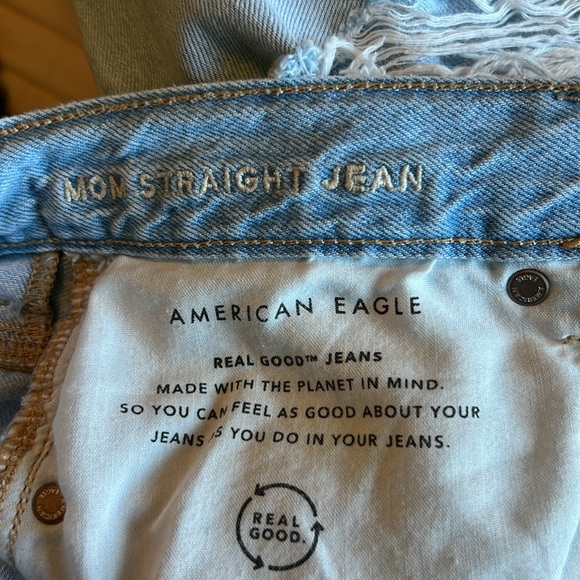 MOM STRAIGHT JEAN
AMERICAN EAGLE
REAL GOOD™ JEANS
MADE WITH THE PLANET IN MIND.
SO YOU CAN FEEL AS GOOD ABOUT YOUR
JEANS AS YOU DO IN YOUR JEANS.
REAL
GOOD.